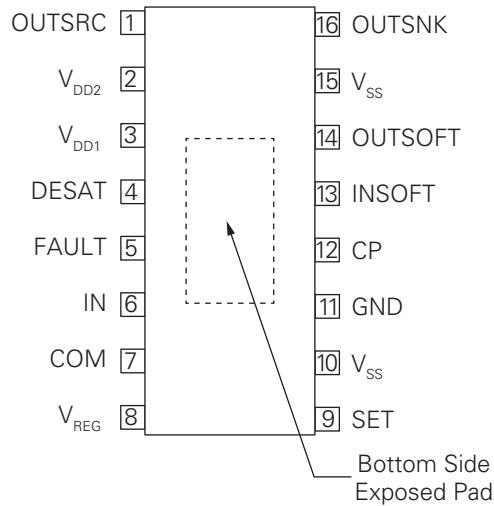 OUTSRC 1 16 OUTSNK
VDD2 2 15 VSS
VDD1 3 14 OUTSOFT
DESAT 4 13 INSOFT
FAULT 5 12 CP
IN 6 11 GND
COM 7 10 VSS
VREG 8 9 SET
Bottom Side
Exposed Pad